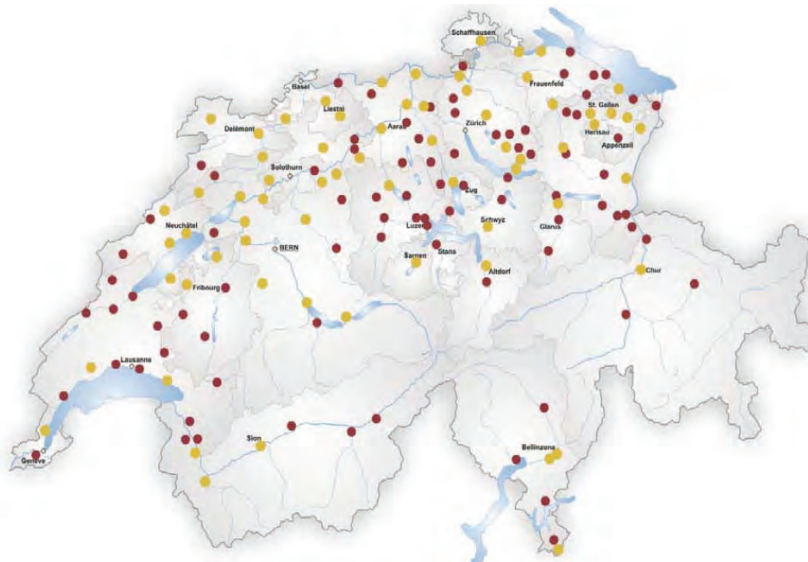 Schaffhausen
Basel
Frauenfeld
Liestal
St. Gallen
Delémont
Aarau
Zürich
Herisau
Appenzell
Solothurn
Zug
Neuchâtel
Luzern
Schwyz
Glarus
BERN
Stans
Sarnen
Altdorf
Chur
Fribourg
Lausanne
Sion
Bellinzona
Genève